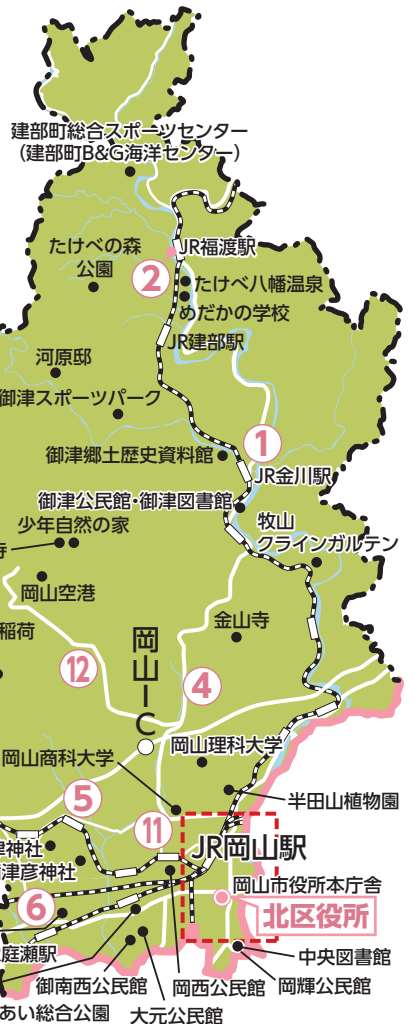 建部町総合スポーツセンター
（建部町B&G海洋センター）
たけべの森
公園
JR福渡駅
2
たけべ八幡温泉
めだかの学校
JR建部駅
河原邸
御津スポーツパーク
1
御津郷土歴史資料館
JR金川駅
御津公民館・御津図書館
少年自然の家
牧山
クラインガルテン
寺
岡山空港
稲荷
金山寺
岡山IC
12
4
岡山商科大学
岡山理科大学
5
半田山植物園
11
JR岡山駅
津神社
津彦神社
岡山市役所本庁舎
6
北区役所
庭瀬駅
中央図書館
御南西公民館
岡西公民館
岡輝公民館
あい総合公園
大元公民館